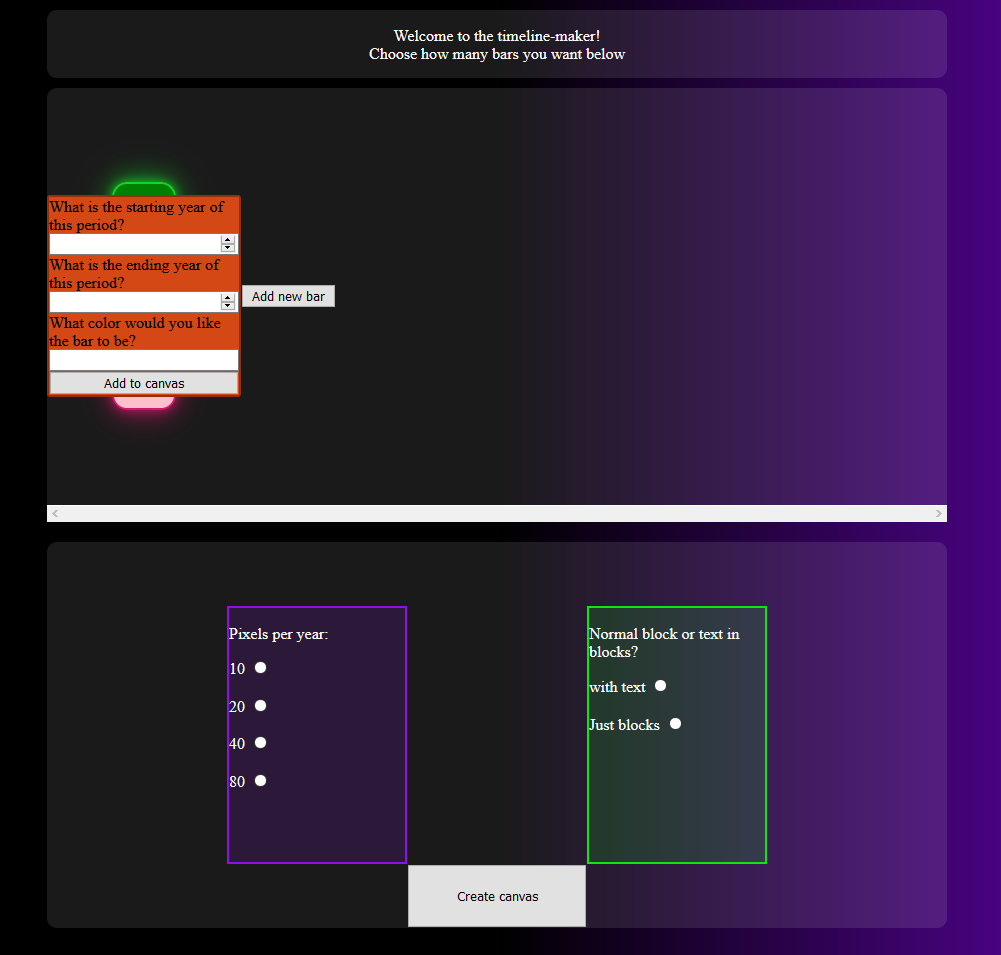 Welcome to the timeline-maker!
Choose how many bars you want below
What is the starting year of
this period?
What is the ending year of
this period?
Add new bar
What color would you like
the bar to be?
Add to canvas
Pixels per year:
10
20
40
80
Normal block or text in
blocks?
with text
Just blocks
Create canvas